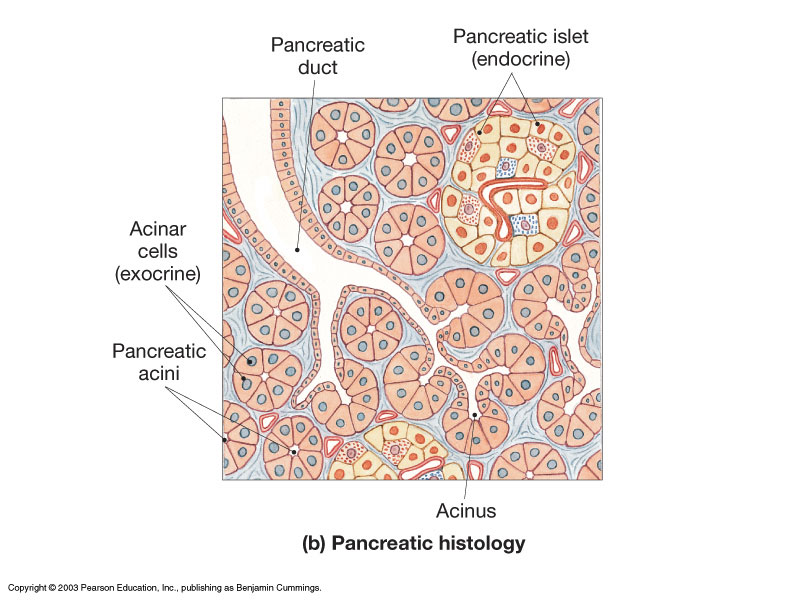 Pancreatic
duct
Pancreatic islet
(endocrine)
Acinar
cells
(exocrine)
Pancreatic
acini
Acinus
(b) Pancreatic histology
Copyright © 2003 Pearson Education, Inc., publishing as Benjamin Cummings.